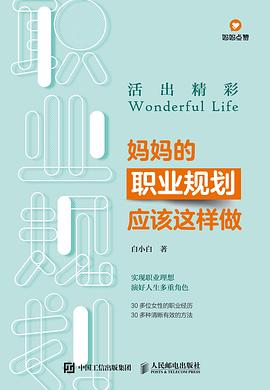 职业规划
妈妈点赞
活出精彩
Wonderful Life
妈妈的
职业规划
应该这样做
白小白 著
实现职业理想
演好人生多重角色
30多位女性的职业经历
30多种清晰有效的方法
中国工信出版集团
人民邮电出版社
POSTS & TELECOM PRESS